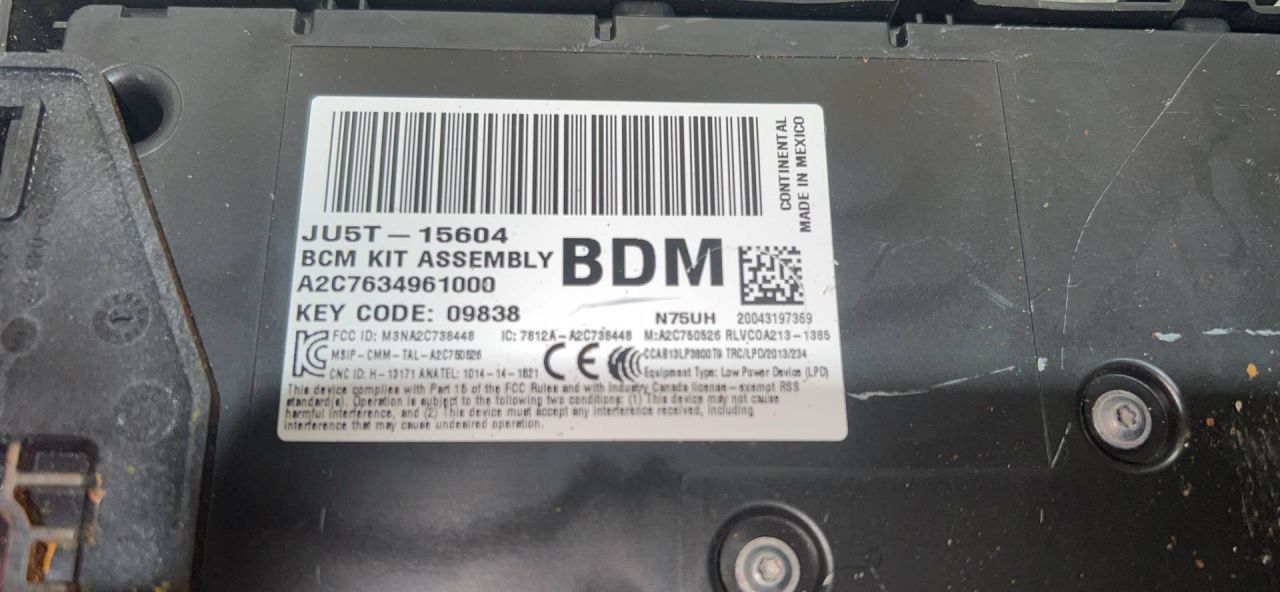 CONTINENTAL
MADE IN MEXICO
JU5T-15604
BCM KIT ASSEMBLY
A2C7634961000
BDM
KEY CODE: 09838
N75UH 20043197369
FCC ID: M3NA2C738448 IC: 7812A-A2C738448 M:A2C750526 RLVCOA213-1385
MSIP-CMM-TAL-A2C750526 CE CCAB13LP3800T9 TRC/LPD/2013/234
CNC ID: H-13171 ANATEL: 1014-14-1821 Equipment Type: Low Power Device (LPD)
This device complies with Part 15 of the FCC Rules and with Industry Canada license-exempt RSS
standard(s). Operation is subject to the following two conditions: (1) This device may not cause
harmful interference, and (2) This device must accept any interference received, including
interference that may cause undesired operation.